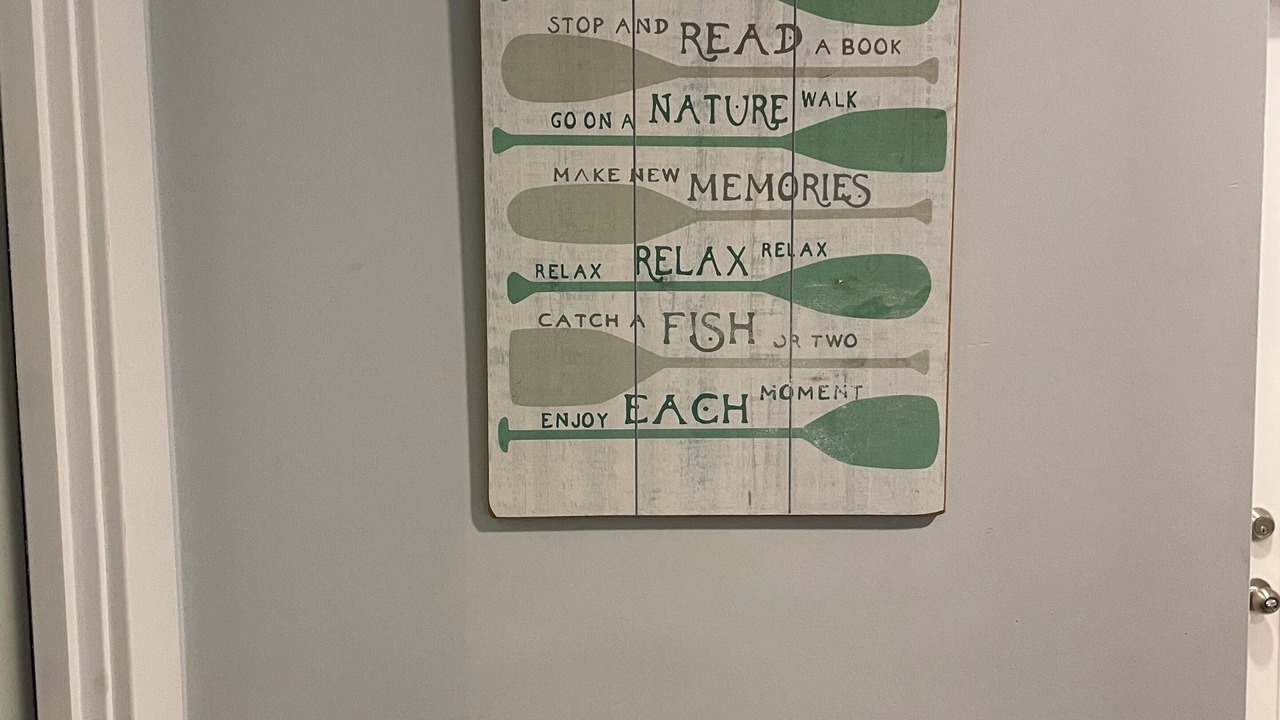 STOP AND READ A BOOK
GO ON A NATURE WALK
MAKE NEW MEMORIES
RELAX RELAX RELAX
CATCH A FISH OR TWO
ENJOY EACH MOMENT